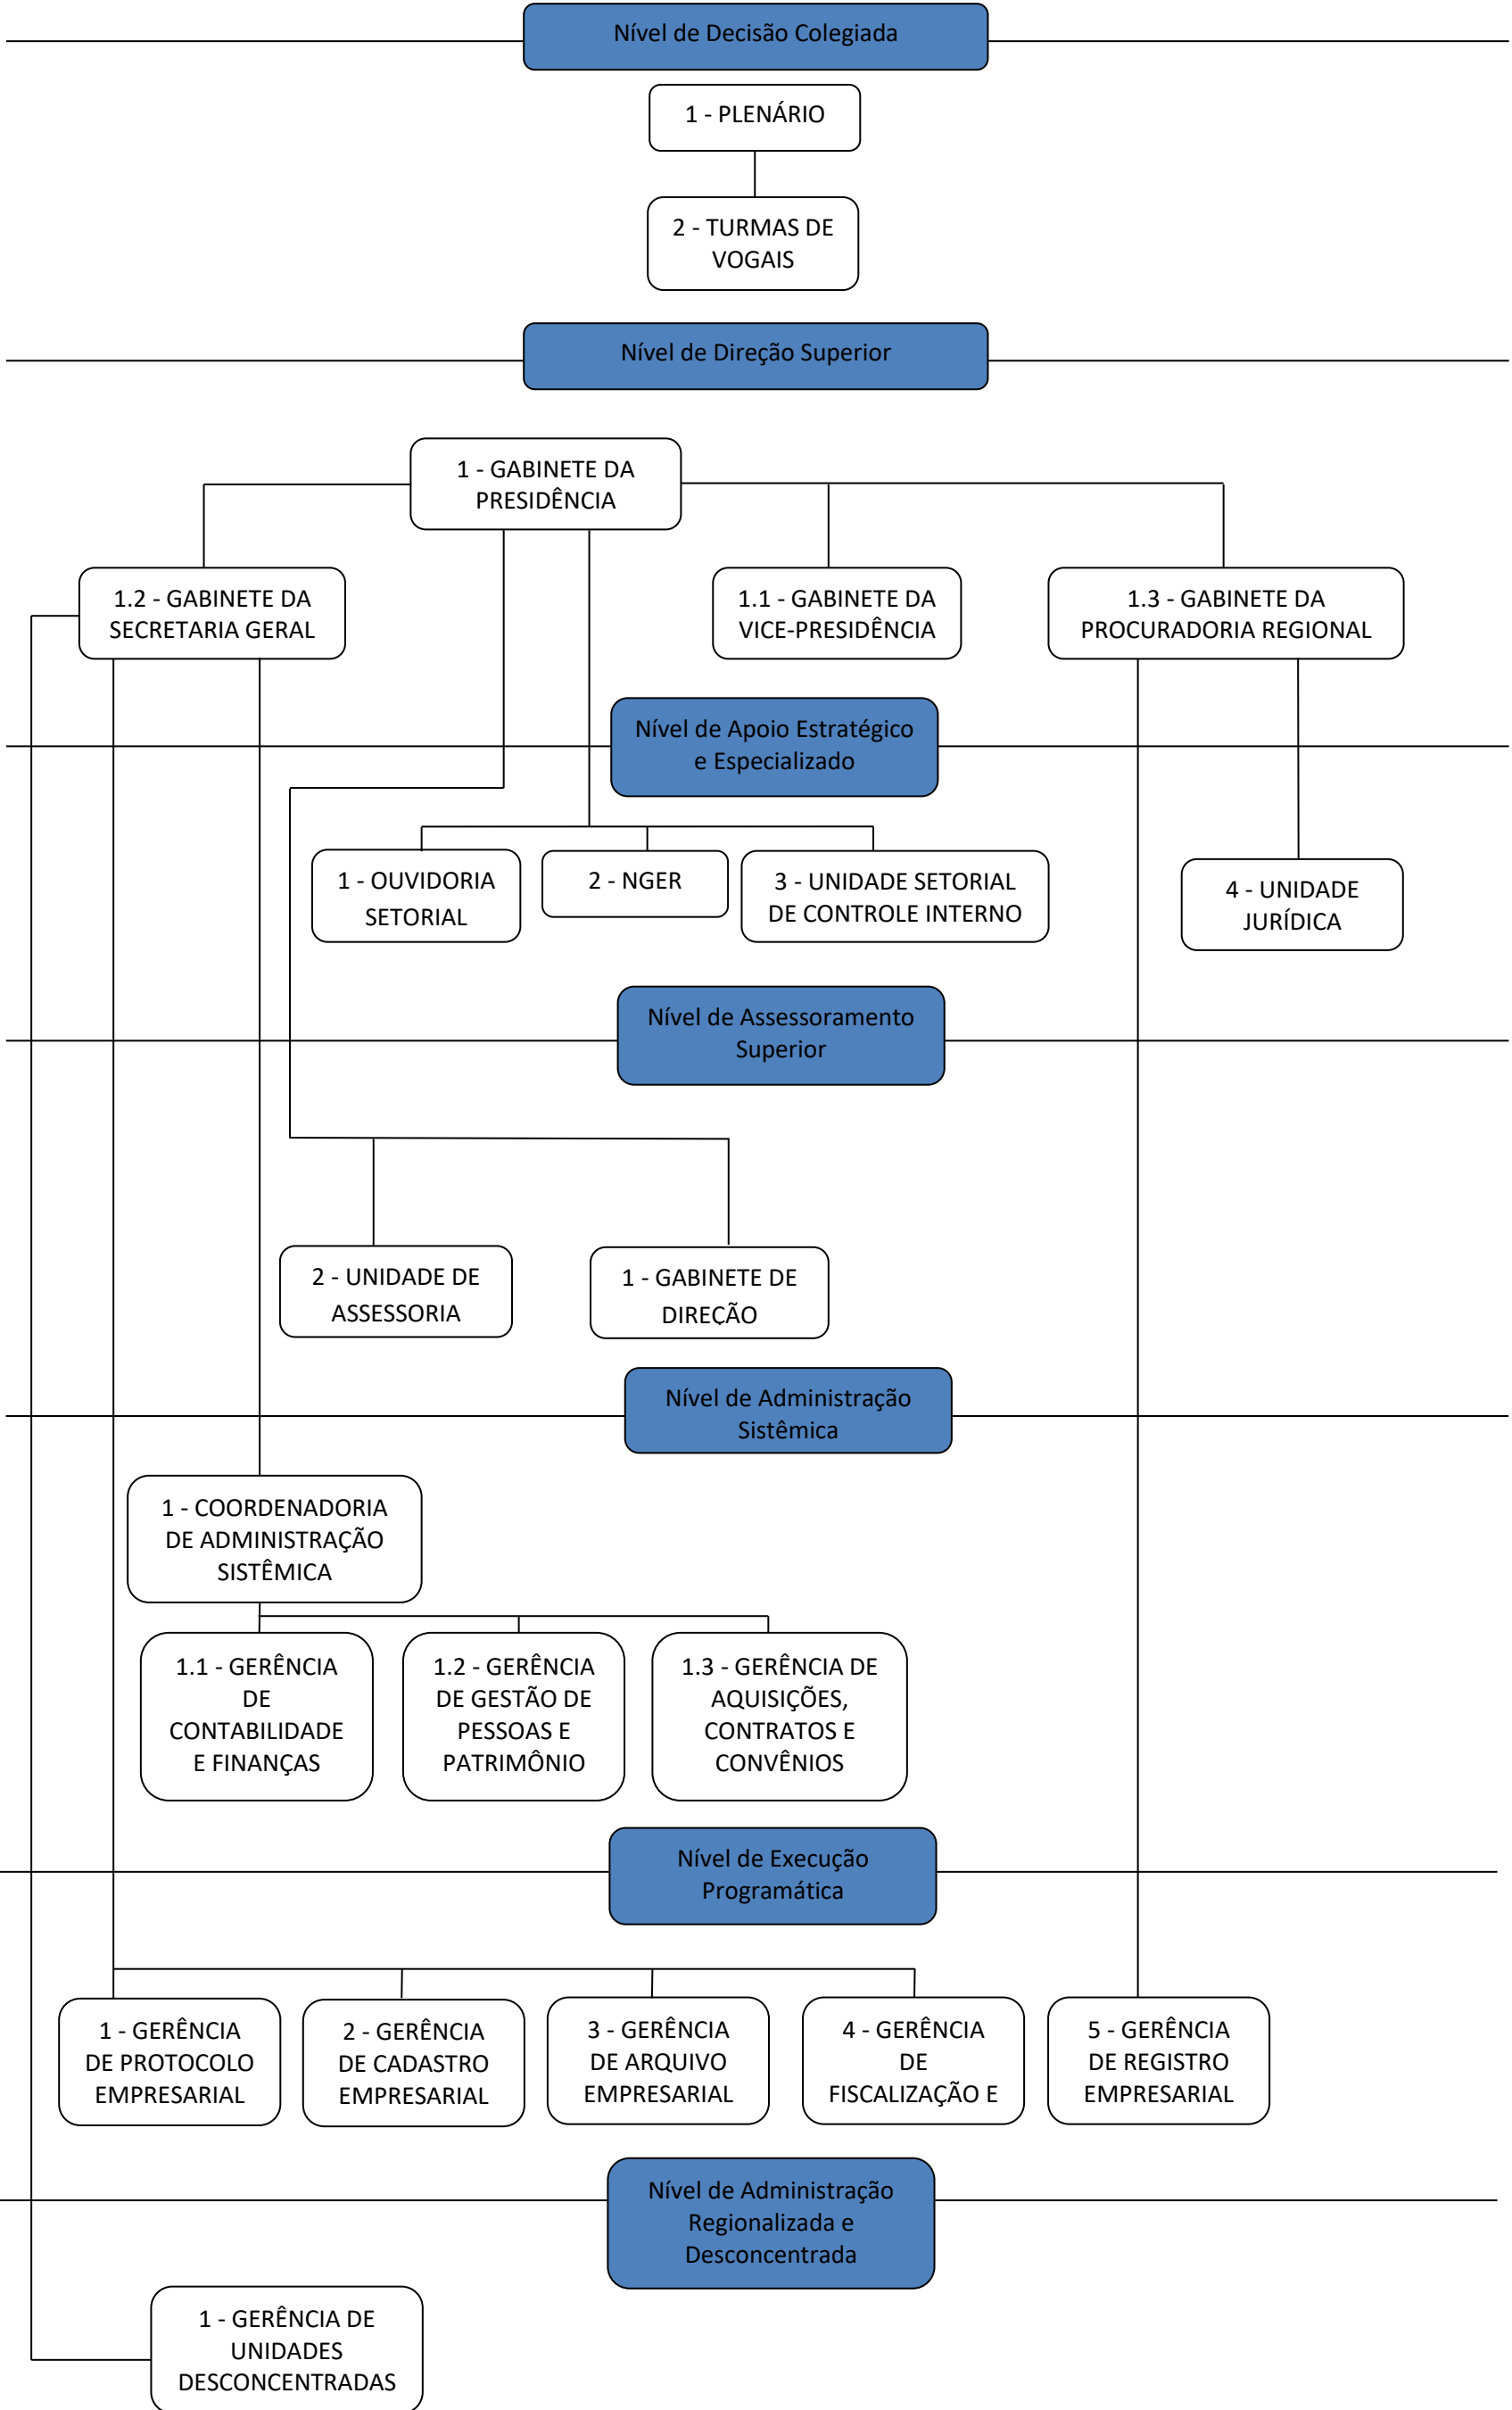 Nível de Decisão Colegiada
1 - PLENÁRIO
2 - TURMAS DE
VOGAIS
Nível de Direção Superior
1 - GABINETE DA
PRESIDÊNCIA
1.2 - GABINETE DA
SECRETARIA GERAL
1.1 - GABINETE DA
VICE-PRESIDÊNCIA
1.3 - GABINETE DA
PROCURADORIA REGIONAL
Nível de Apoio Estratégico
e Especializado
1 - OUVIDORIA
SETORIAL
2 - NGER
3 - UNIDADE SETORIAL
DE CONTROLE INTERNO
4 - UNIDADE
JURÍDICA
Nível de Assessoramento
Superior
2 - UNIDADE DE
ASSESSORIA
1 - GABINETE DE
DIREÇÃO
Nível de Administração
Sistêmica
1 - COORDENADORIA
DE ADMINISTRAÇÃO
SISTÊMICA
1.1 - GERÊNCIA
DE
CONTABILIDADE
E FINANÇAS
1.2 - GERÊNCIA
DE GESTÃO DE
PESSOAS E
PATRIMÔNIO
1.3 - GERÊNCIA DE
AQUISIÇÕES,
CONTRATOS E
CONVÊNIOS
Nível de Execução
Programática
1 - GERÊNCIA
DE PROTOCOLO
EMPRESARIAL
2 - GERÊNCIA
DE CADASTRO
EMPRESARIAL
3 - GERÊNCIA
DE ARQUIVO
EMPRESARIAL
4 - GERÊNCIA
DE
FISCALIZAÇÃO E
5 - GERÊNCIA
DE REGISTRO
EMPRESARIAL
Nível de Administração
Regionalizada e
Desconcentrada
1 - GERÊNCIA DE
UNIDADES
DESCONCENTRADAS